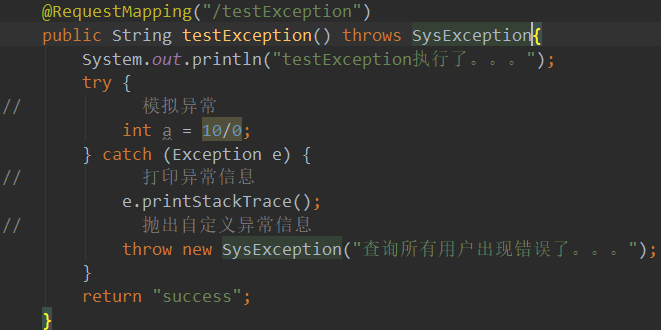 @RequestMapping("/testException")
public String testException() throws SysException{
System.out.println("testException执行了。。。");
try {
// 模拟异常
int a = 10/0;
} catch (Exception e) {
// 打印异常信息
e.printStackTrace();
// 抛出自定义异常信息
throw new SysException("查询所有用户出现错误了。。。");
}
return "success";
}